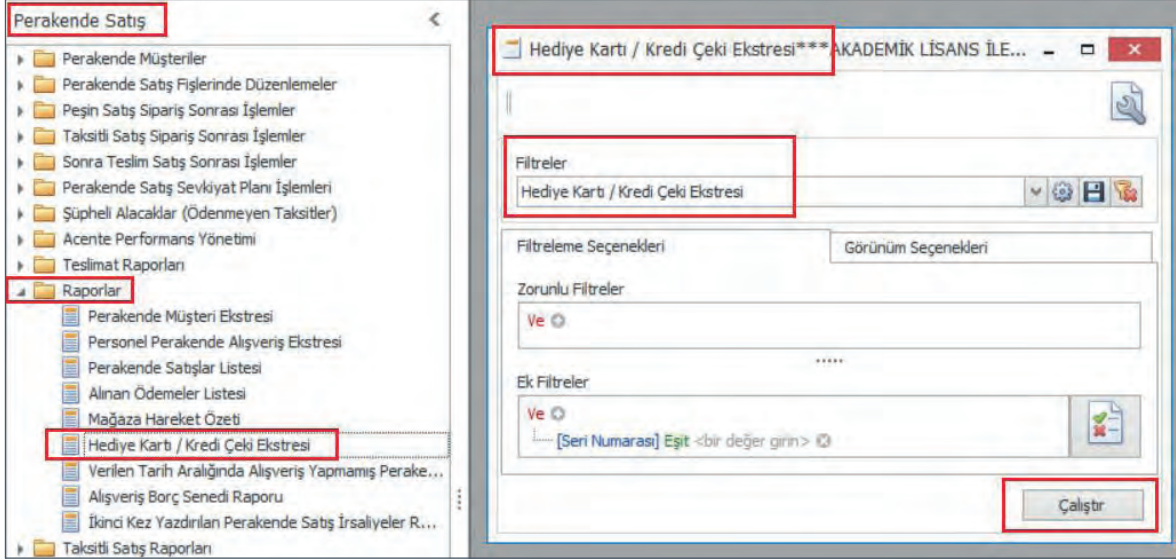 Perakende Satış
Perakende Müşteriler
Perakende Satış Fişlerinde Düzenlemeler
Peşin Satış Sipariş Sonrası İşlemler
Taksitli Satış Sipariş Sonrası İşlemler
Sonra Teslim Satış Sonrası İşlemler
Perakende Satış Sevkiyat Planı İşlemleri
Şüpheli Alacaklar (Ödenmeyen Taksitler)
Acente Performans Yönetimi
Teslimat Raporları
Raporlar
Perakende Müşteri Ekstresi
Personel Perakende Alışveriş Ekstresi
Perakende Satışlar Listesi
Alınan Ödemeler Listesi
Mağaza Hareket Özeti
Hediye Kartı / Kredi Çeki Ekstresi
Verilen Tarih Aralığında Alışveriş Yapmamış Perake...
Alışveriş Borç Senedi Raporu
İkinci Kez Yazdırılan Perakende Satış İrsaliyeler R...
Taksitli Satış Raporları
Hediye Kartı / Kredi Çeki Ekstresi***AKADEMİK LİSANS İLE...
Filtreler
Hediye Kartı / Kredi Çeki Ekstresi
Filtreleme Seçenekleri Görünüm Seçenekleri
Zorunlu Filtreler
Ve
Ek Filtreler
Ve
[Seri Numarası] Eşit <bir değer girin>
Çalıştır